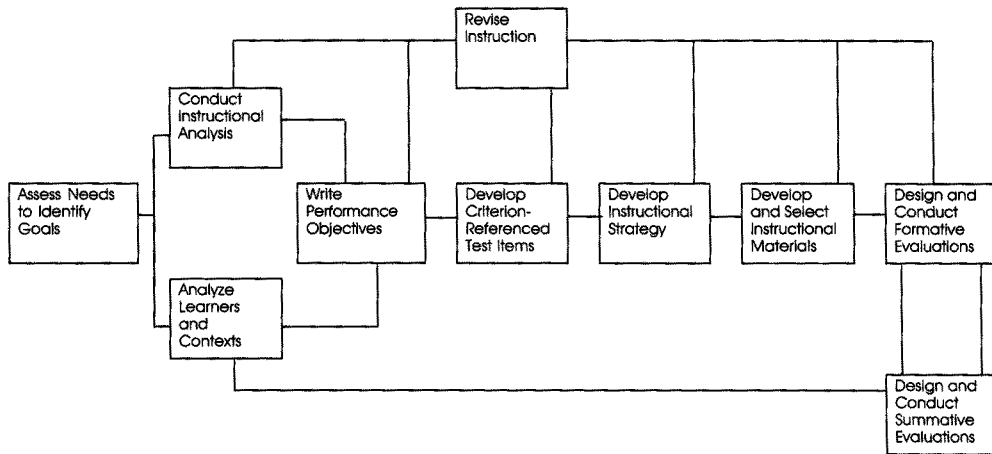 Revise
Instruction
Conduct
Instructional
Analysis
Assess Needs
to Identify
Goals
Write
Performance
Objectives
Develop
Criterion-
Referenced
Test Items
Develop
Instructional
Strategy
Develop
and Select
Instructional
Materials
Design and
Conduct
Formative
Evaluations
Analyze
Learners
and
Contexts
Design and
Conduct
Summative
Evaluations